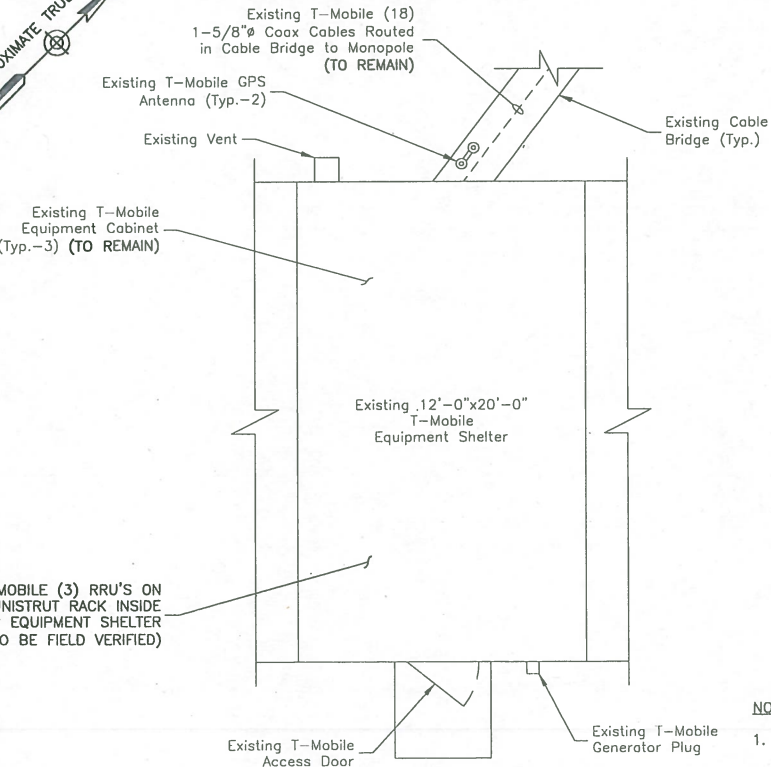 Existing T-Mobile (18)
1-5/8"ø Coax Cables Routed
in Cable Bridge to Monopole
(TO REMAIN)
Existing T-Mobile GPS
Antenna (Typ.-2)
Existing Vent
Existing Cable
Bridge (Typ.)
Existing T-Mobile
Equipment Cabinet
(Typ.-3) (TO REMAIN)
Existing 12'-0"x20'-0"
T-Mobile
Equipment Shelter
MOBILE (3) RRU'S ON
UNISTRUT RACK INSIDE
EQUIPMENT SHELTER
BE FIELD VERIFIED)
Existing T-Mobile
Access Door
Existing T-Mobile
Generator Plug
1.